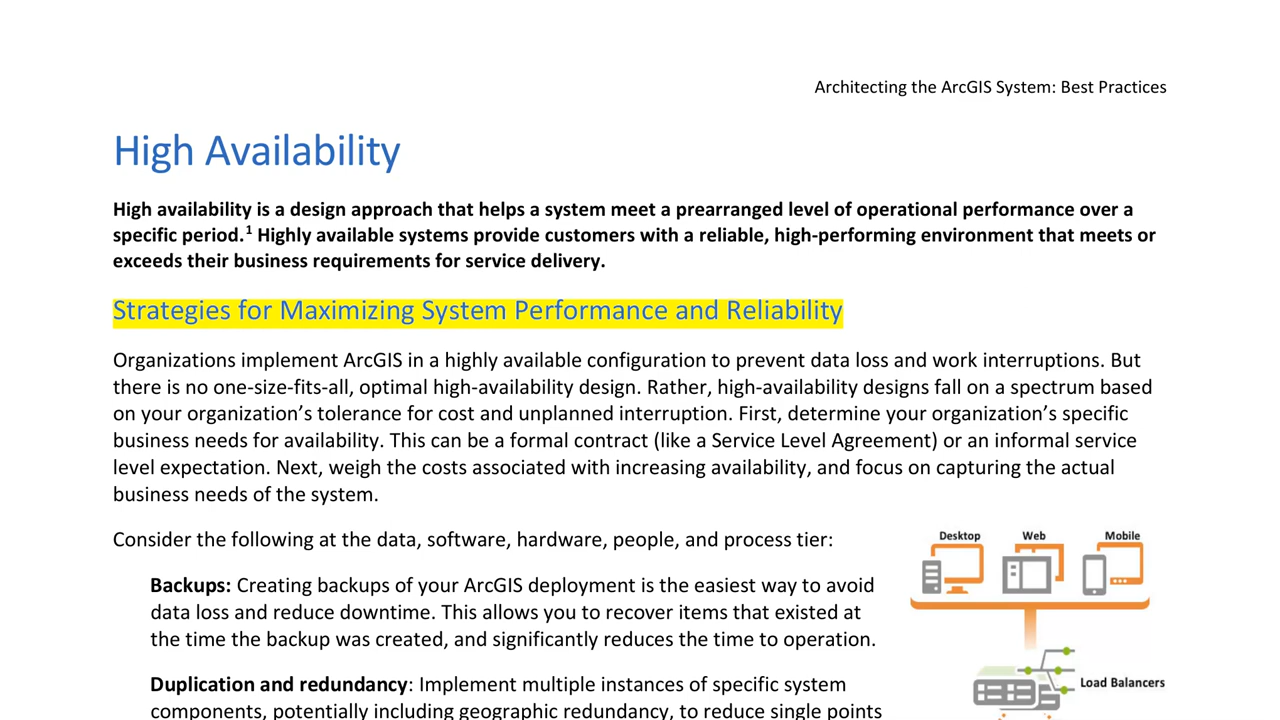 Architecting the ArcGIS System: Best Practices
High Availability
High availability is a design approach that helps a system meet a prearranged level of operational performance over a
specific period.¹ Highly available systems provide customers with a reliable, high-performing environment that meets or
exceeds their business requirements for service delivery.
Strategies for Maximizing System Performance and Reliability
Organizations implement ArcGIS in a highly available configuration to prevent data loss and work interruptions. But
there is no one-size-fits-all, optimal high-availability design. Rather, high-availability designs fall on a spectrum based
on your organization’s tolerance for cost and unplanned interruption. First, determine your organization’s specific
business needs for availability. This can be a formal contract (like a Service Level Agreement) or an informal service
level expectation. Next, weigh the costs associated with increasing availability, and focus on capturing the actual
business needs of the system.
Consider the following at the data, software, hardware, people, and process tier:
Backups: Creating backups of your ArcGIS deployment is the easiest way to avoid
data loss and reduce downtime. This allows you to recover items that existed at
the time the backup was created, and significantly reduces the time to operation.
Duplication and redundancy: Implement multiple instances of specific system
components, potentially including geographic redundancy, to reduce single points
Desktop Web Mobile
Load Balancers